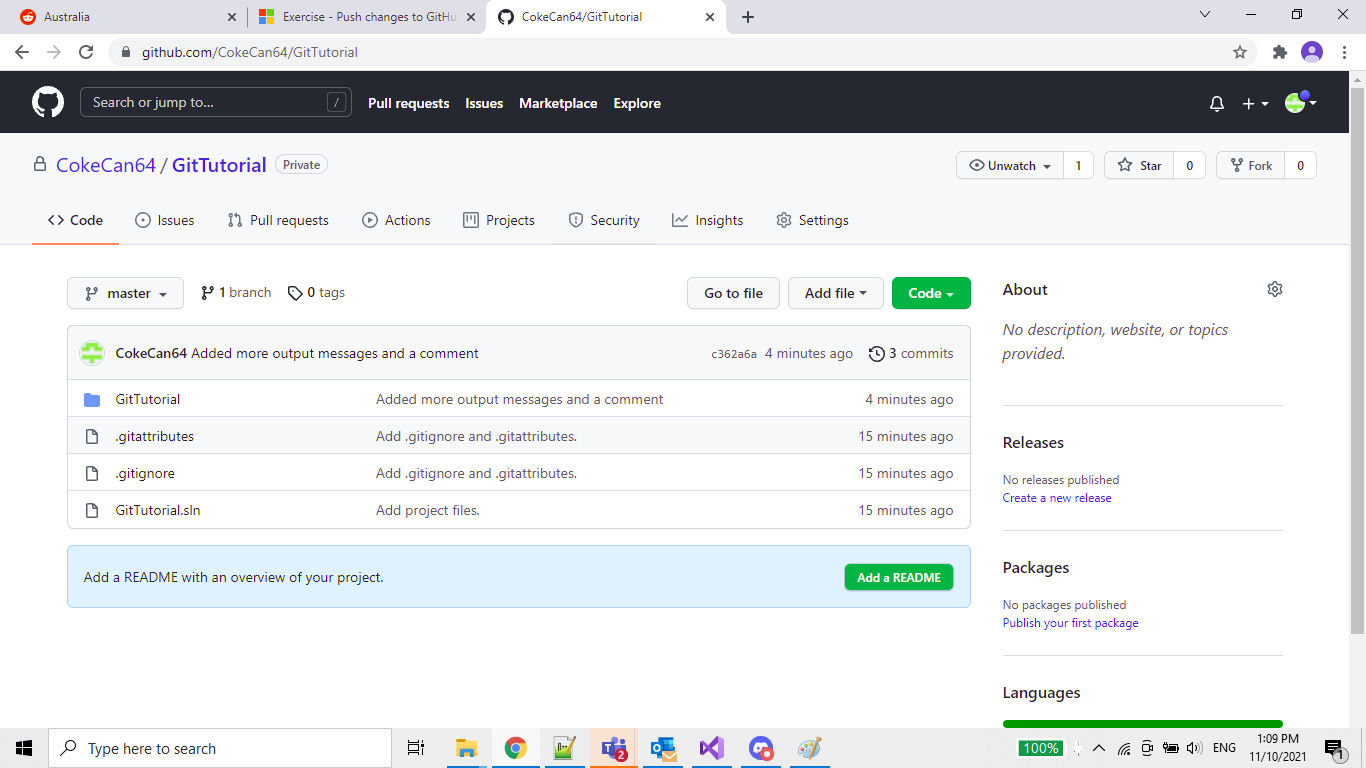 Australia
Exercise - Push changes to GitHu
CokeCan64/GitTutorial
github.com/CokeCan64/GitTutorial
Search or jump to... /
Pull requests Issues Marketplace Explore
CokeCan64 / GitTutorial Private
Unwatch 1 Star 0 Fork 0
Code Issues Pull requests Actions Projects Security Insights Settings
master 1 branch 0 tags Go to file Add file Code
CokeCan64 Added more output messages and a comment c362a6a 4 minutes ago 3 commits
GitTutorial Added more output messages and a comment 4 minutes ago
.gitattributes Add .gitignore and .gitattributes. 15 minutes ago
.gitignore Add .gitignore and .gitattributes. 15 minutes ago
GitTutorial.sln Add project files. 15 minutes ago
Add a README with an overview of your project. Add a README
About
No description, website, or topics
provided.
Releases
No releases published
Create a new release
Packages
No packages published
Publish your first package
Languages
Type here to search
2
100%
ENG
1:09 PM
11/10/2021
1